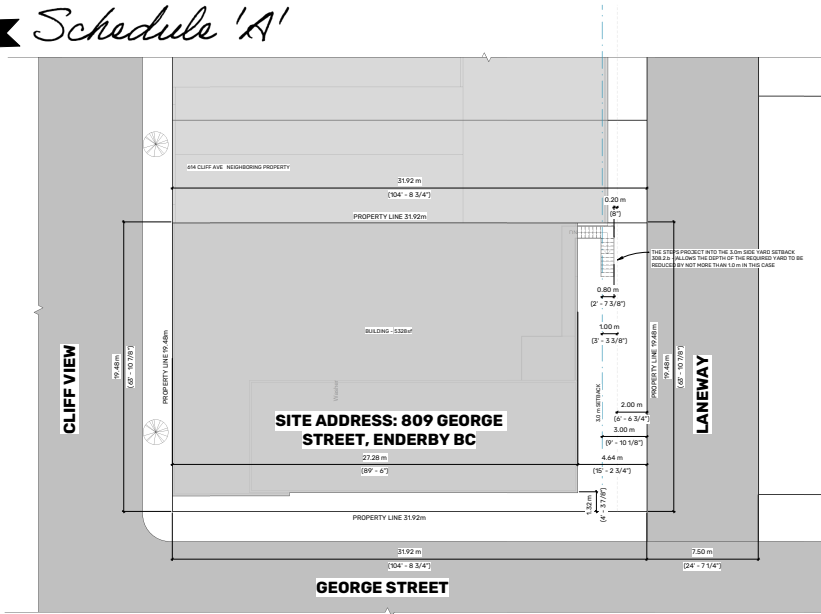 Schedule 'A'
614 CLIFF AVE NEIGHBORING PROPERTY
31.92 m
(104' - 8 3/4")
0.20 m
(8")
PROPERTY LINE 31.92m
THE STEPS PROJECT INTO THE 3.0m SIDE YARD SETBACK
308.2.b - ALLOWS THE DEPTH OF THE REQUIRED YARD TO BE
REDUCED BY NOT MORE THAN 1.0 m IN THIS CASE
0.80 m
(2' - 7 3/8")
1.00 m
(3' - 3 3/8")
BUILDING - 5328sf
CLIFF VIEW
19.48 m
(63' - 10 7/8")
PROPERTY LINE 19.48m
3.0 m SETBACK
PROPERTY LINE 19.48m
19.48 m
(63' - 10 7/8")
LANEWAY
2.00 m
(6' - 6 3/4")
3.00 m
(9' - 10 1/8")
SITE ADDRESS: 809 GEORGE
STREET, ENDERBY BC
27.28 m
(89' - 6")
4.64 m
(15' - 2 3/4")
1.32 m
(4' - 3 7/8")
PROPERTY LINE 31.92m
31.92 m
(104' - 8 3/4")
7.50 m
(24' - 7 1/4")
GEORGE STREET